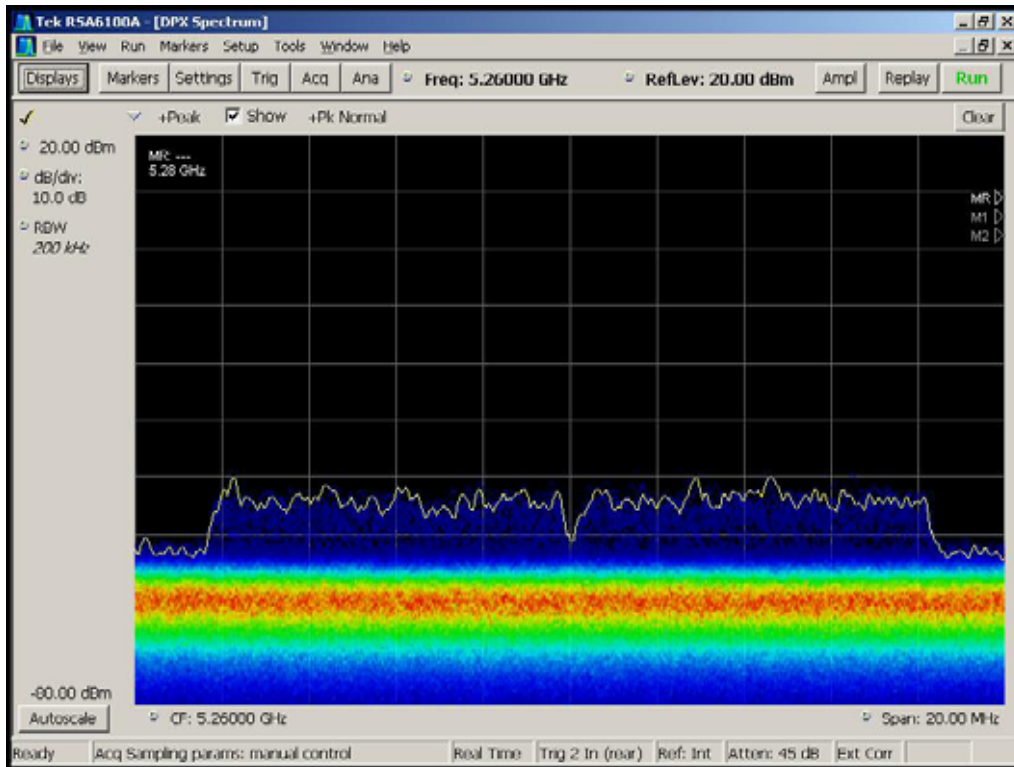 Tek RSA6100A - [DPX Spectrum]
File View Run Markers Setup Tools Window Help
Displays Markers Settings Trig Acq Ana Freq: 5.26000 GHz RefLev: 20.00 dBm Ampl Replay Run
+Peak Show +Pk Normal Clear
20.00 dBm
dB/div:
10.0 dB
RBW
200 kHz
MR: ---
5.28 GHz
MR
M1
M2
-80.00 dBm
Autoscale CF: 5.26000 GHz Span: 20.00 MHz
Ready Acq Sampling params: manual control Real Time Trig 2 In (rear) Ref: Int Atten: 45 dB Ext Corr